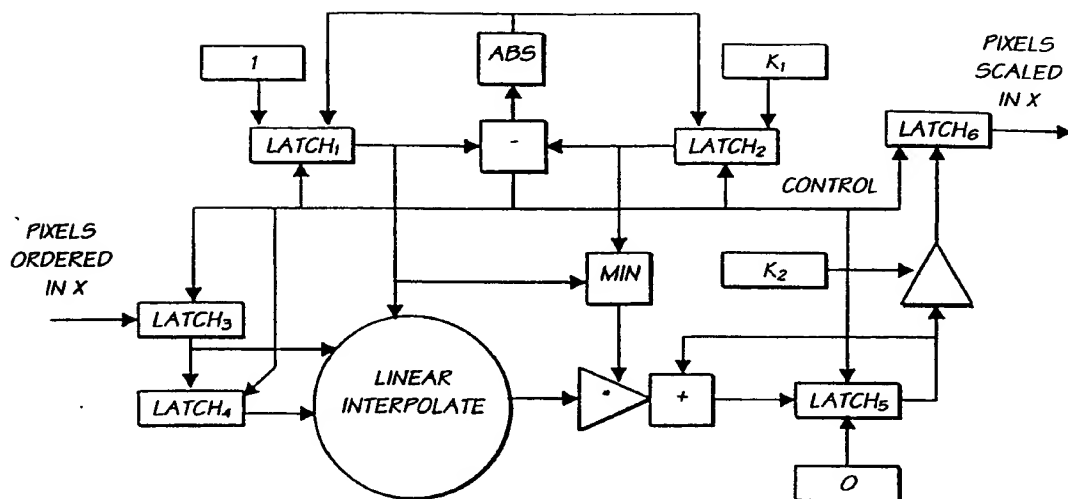 1
ABS
K₁
PIXELS
SCALED
IN X
LATCH₁
-
LATCH₂
LATCH₆
CONTROL
PIXELS
ORDERED
IN X
MIN
K₂
LATCH₃
LATCH₄
LINEAR
INTERPOLATE
*
+
LATCH₅
0